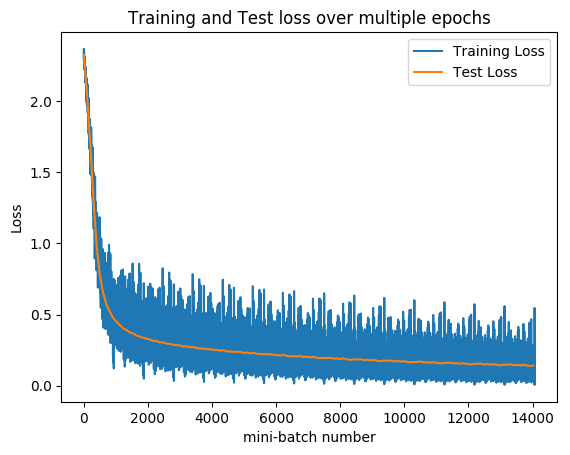 Training and Test loss over multiple epochs
Training Loss
Test Loss
2.0
1.5
1.0
0.5
0.0
Loss
0
2000
4000
6000
8000
10000
12000
14000
mini-batch number